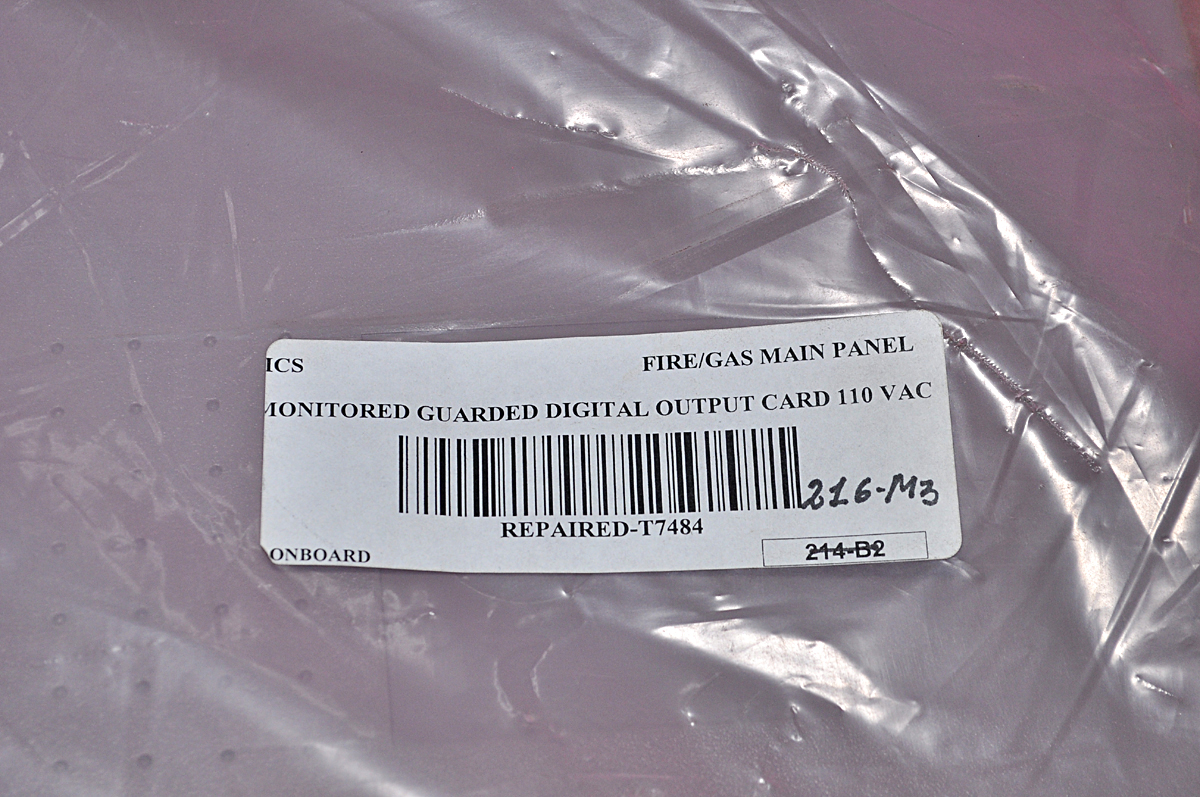 ICS FIRE/GAS MAIN PANEL
MONITORED GUARDED DIGITAL OUTPUT CARD 110 VAC
216-M3
REPAIRED-T7484
ONBOARD 214-B2